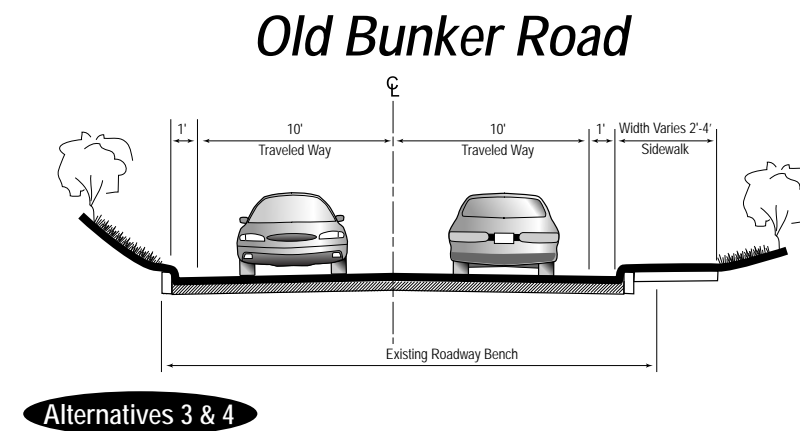 Old Bunker Road
℄
1' 10' 10' 1' Width Varies 2'-4'
Traveled Way Traveled Way Sidewalk
Existing Roadway Bench
Alternatives 3 & 4